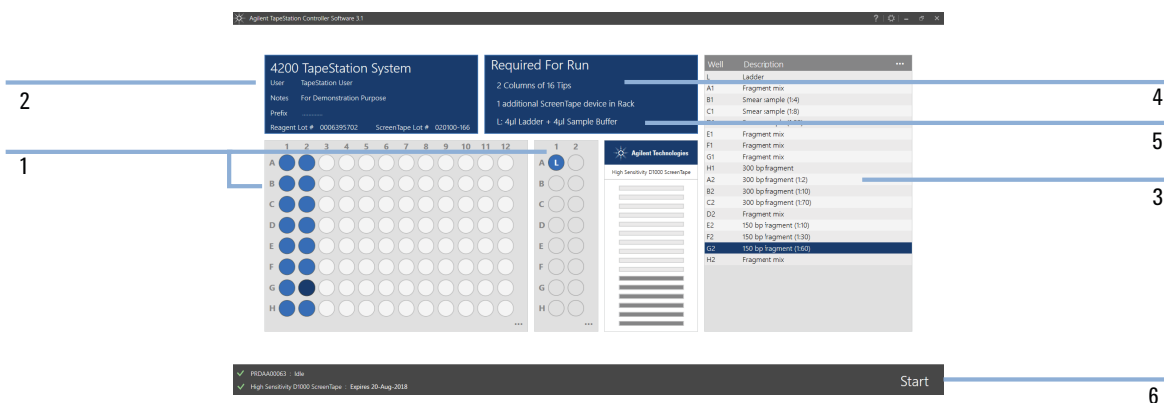 Agilent TapeStation Controller Software 3.1
?
4200 TapeStation System
User TapeStation User
Notes For Demonstration Purpose
Prefix ............
Reagent Lot # 0006395702 ScreenTape Lot # 020100-166
Required For Run
2 Columns of 16 Tips
1 additional ScreenTape device in Rack
L: 4µl Ladder + 4µl Sample Buffer
Well Description ...
L Ladder
A1 Fragment mix
B1 Smear sample (1:4)
C1 Smear sample (1:8)
E1 Fragment mix
F1 Fragment mix
G1 Fragment mix
H1 300 bp fragment
A2 300 bp fragment (1:2)
B2 300 bp fragment (1:10)
C2 300 bp fragment (1:70)
D2 Fragment mix
E2 150 bp fragment (1:10)
F2 150 bp fragment (1:30)
G2 150 bp fragment (1:60)
H2 Fragment mix
1 2 3 4 5 6 7 8 9 10 11 12
A
B
C
D
E
F
G
H
...
1 2
A L
B
C
D
E
F
G
H
...
Agilent Technologies
High Sensitivity D1000 ScreenTape
PRDAA00063 : Idle
High Sensitivity D1000 ScreenTape : Expires 20-Aug-2018
Start
2
1
4
5
3
6